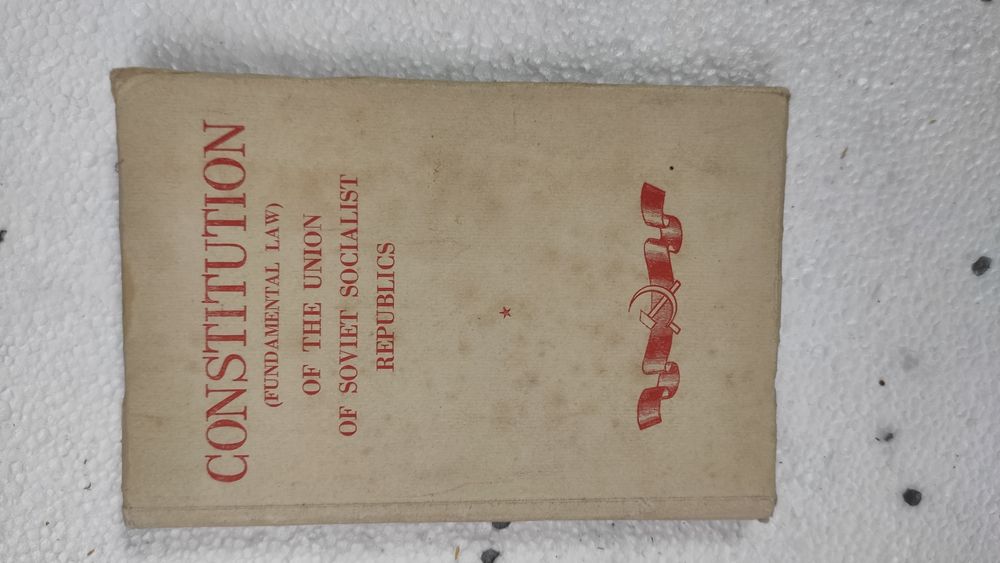 CONSTITUTION
(FUNDAMENTAL LAW)
OF THE UNION
OF SOVIET SOCIALIST
REPUBLICS